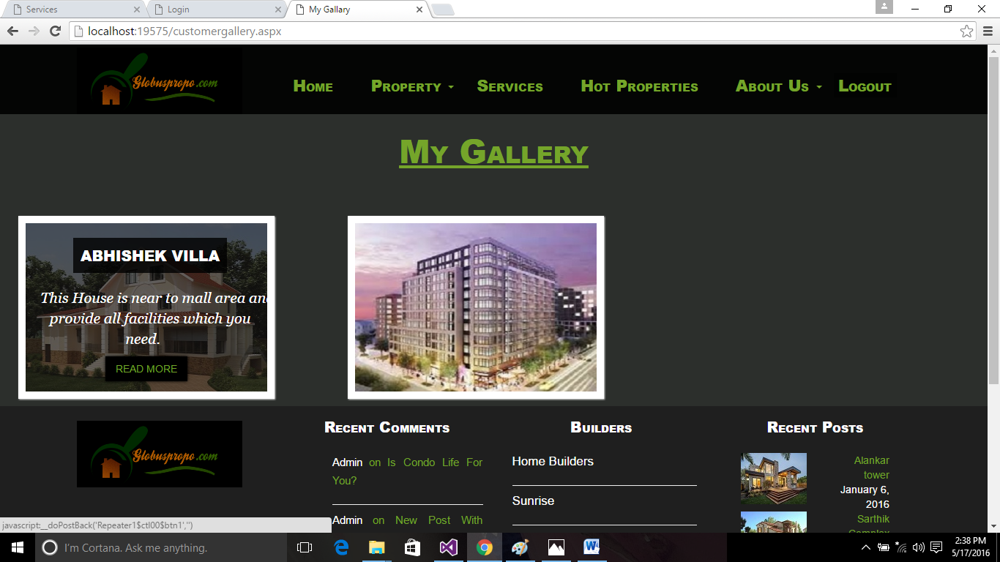 Services
Login
My Gallary
localhost:19575/customergallery.aspx
Globuspropo.com
Home
Property
Services
Hot Properties
About Us
Logout
My Gallery
ABHISHEK VILLA
This House is near to mall area and
provide all facilities which you
need.
READ MORE
Globuspropo.com
Recent Comments
Admin on Is Condo Life For
You?
Admin on New Post With
Builders
Home Builders
Sunrise
Recent Posts
Alankar
tower
January 6,
2016
Sarthik
Complex
javascript:__doPostBack('Repeater1$ctl00$btn1','')
I'm Cortana. Ask me anything.
2:38 PM
5/17/2016